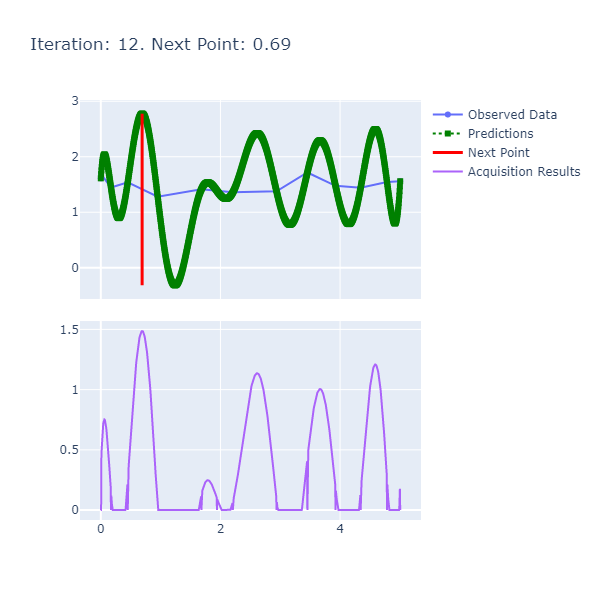 Iteration: 12. Next Point: 0.69
3
2
1
0
Observed Data
Predictions
Next Point
Acquisition Results
1.5
1
0.5
0
0
2
4